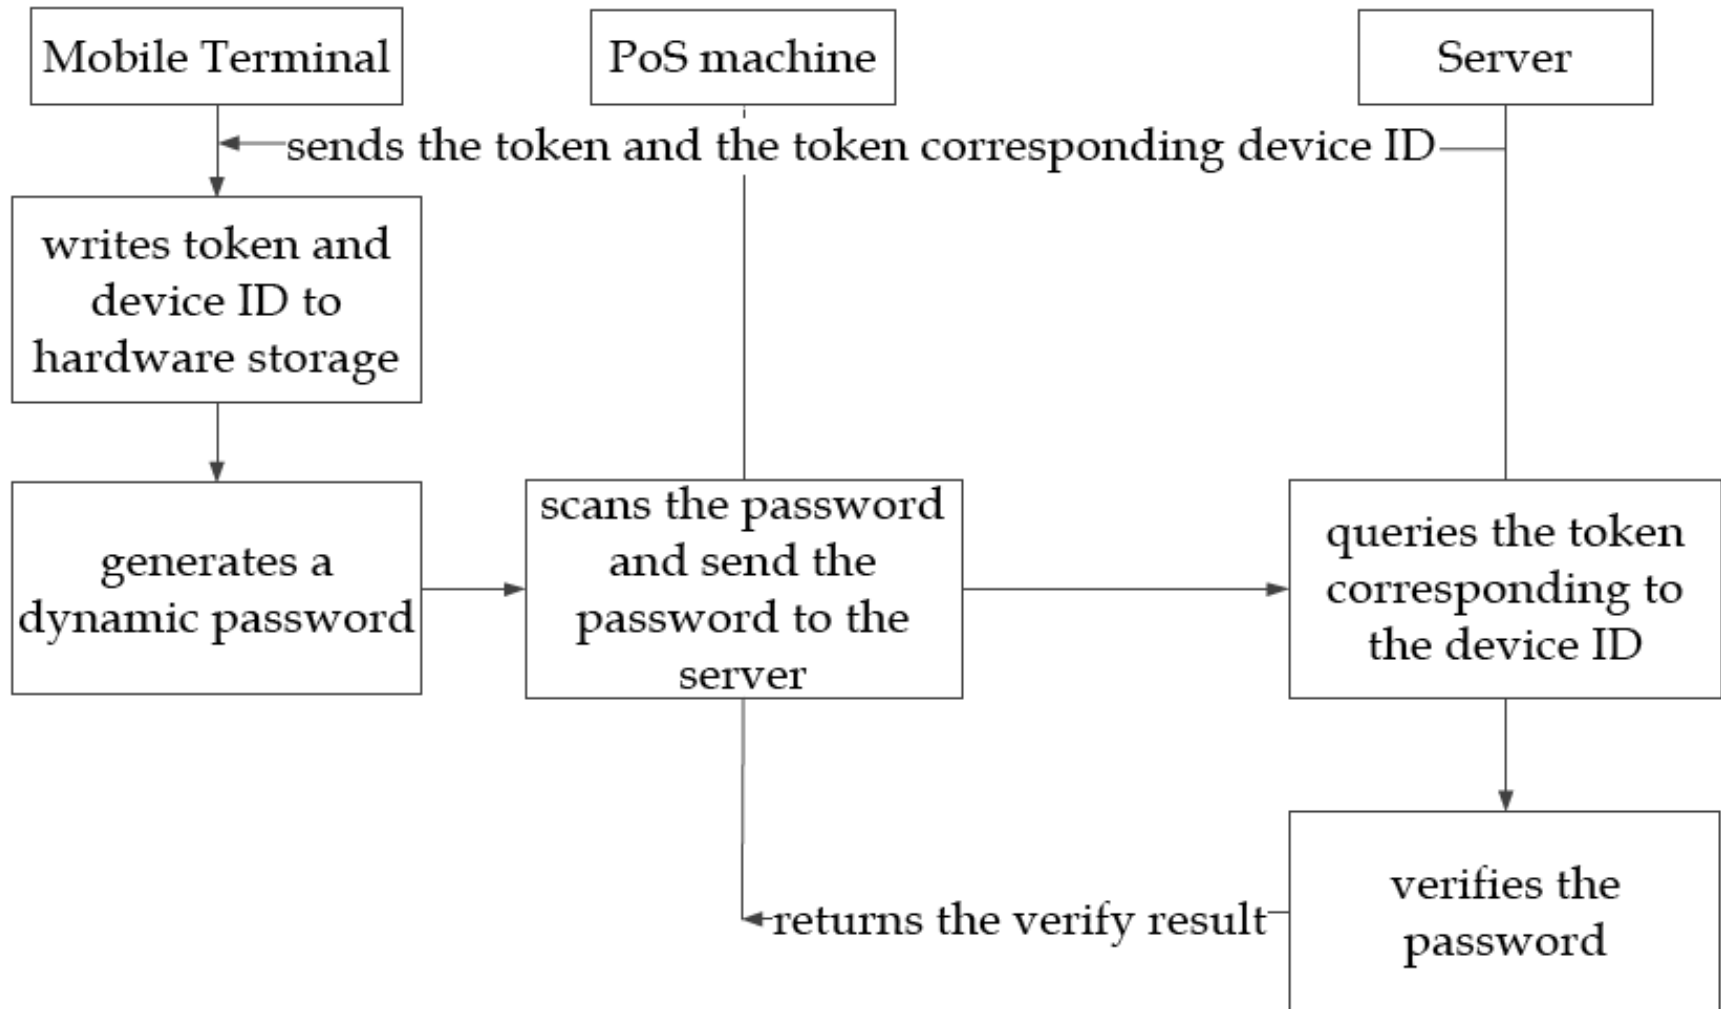 Mobile Terminal
PoS machine
Server
sends the token and the token corresponding device ID
writes token and
device ID to
hardware storage
generates a
dynamic password
scans the password
and send the
password to the
server
queries the token
corresponding to
the device ID
verifies the
password
returns the verify result